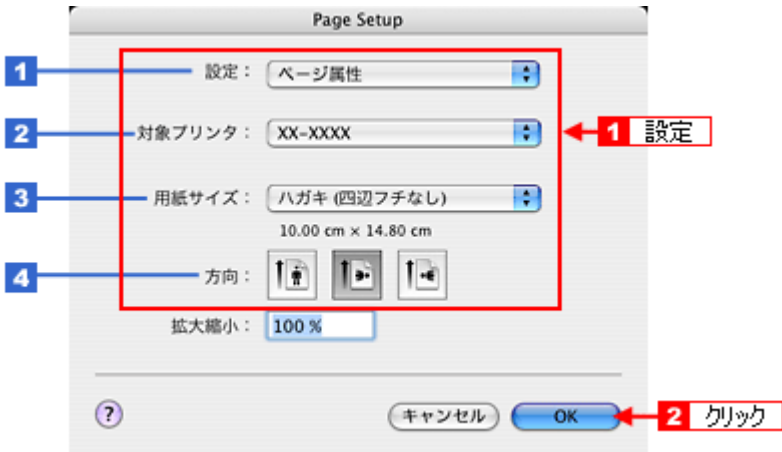 Page Setup
1 設定： ページ属性
2 対象プリンタ： XX-XXXX 1 設定
3 用紙サイズ： ハガキ (四辺フチなし)
10.00 cm × 14.80 cm
4 方向：
拡大縮小： 100 %
? キャンセル OK 2 クリック